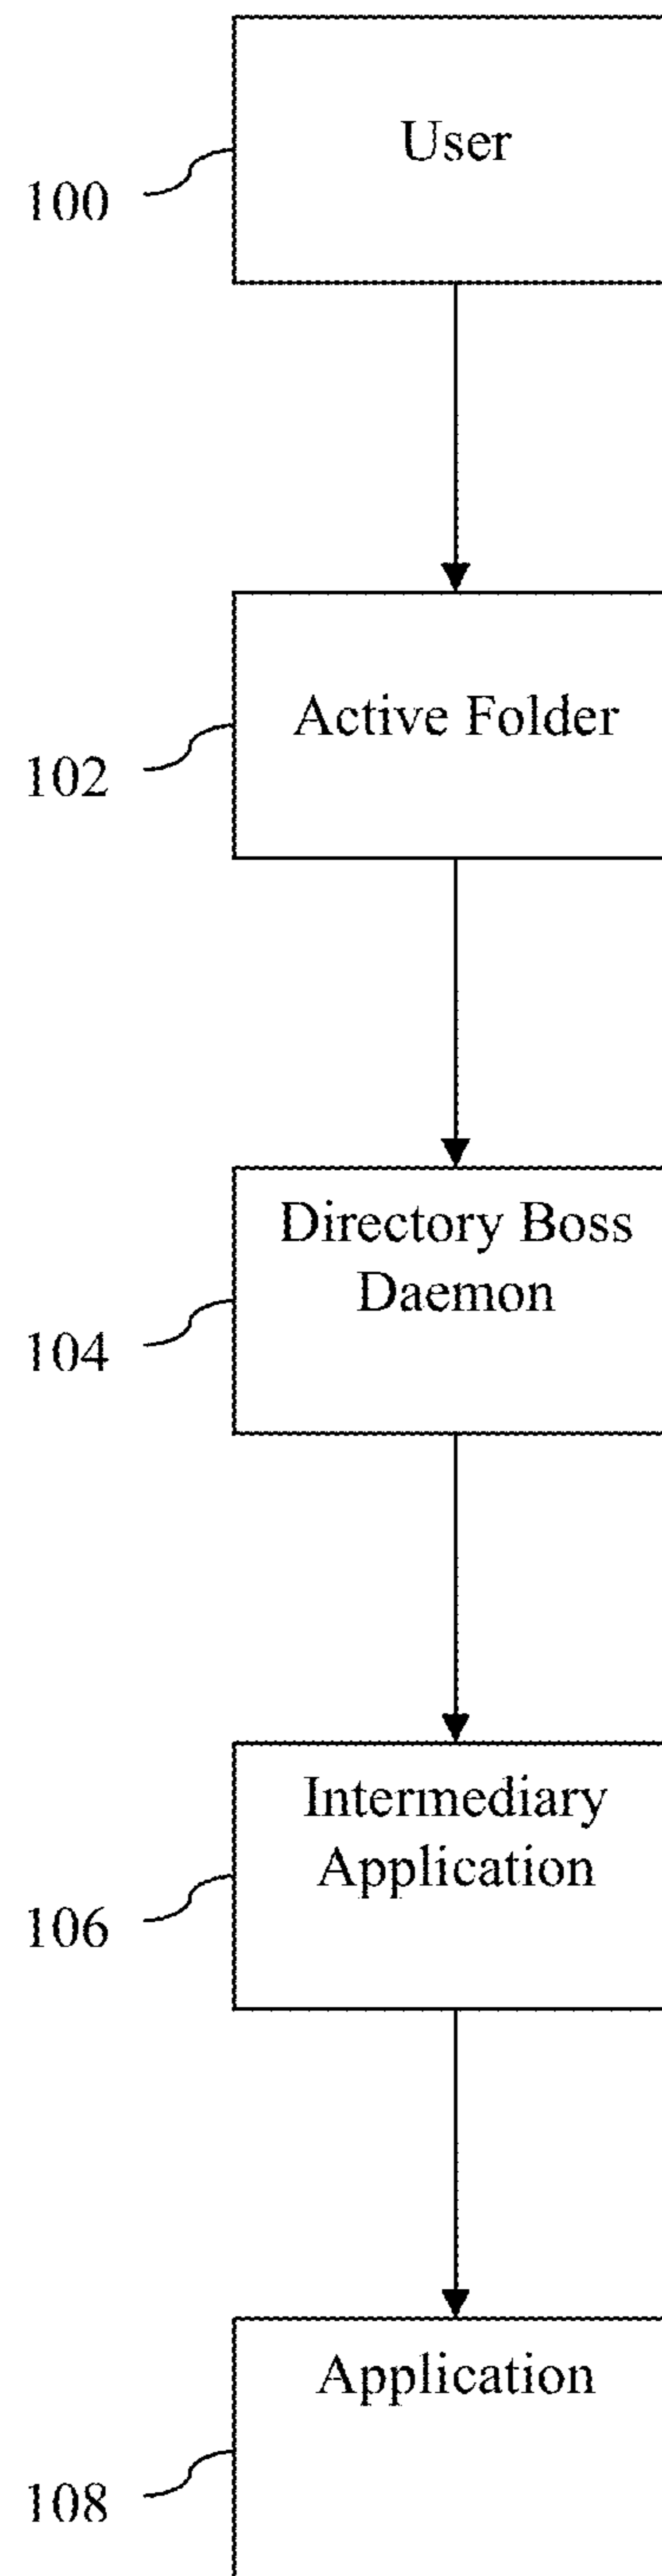 User
100
Active Folder
102
Directory Boss
Daemon
104
Intermediary
Application
106
Application
108